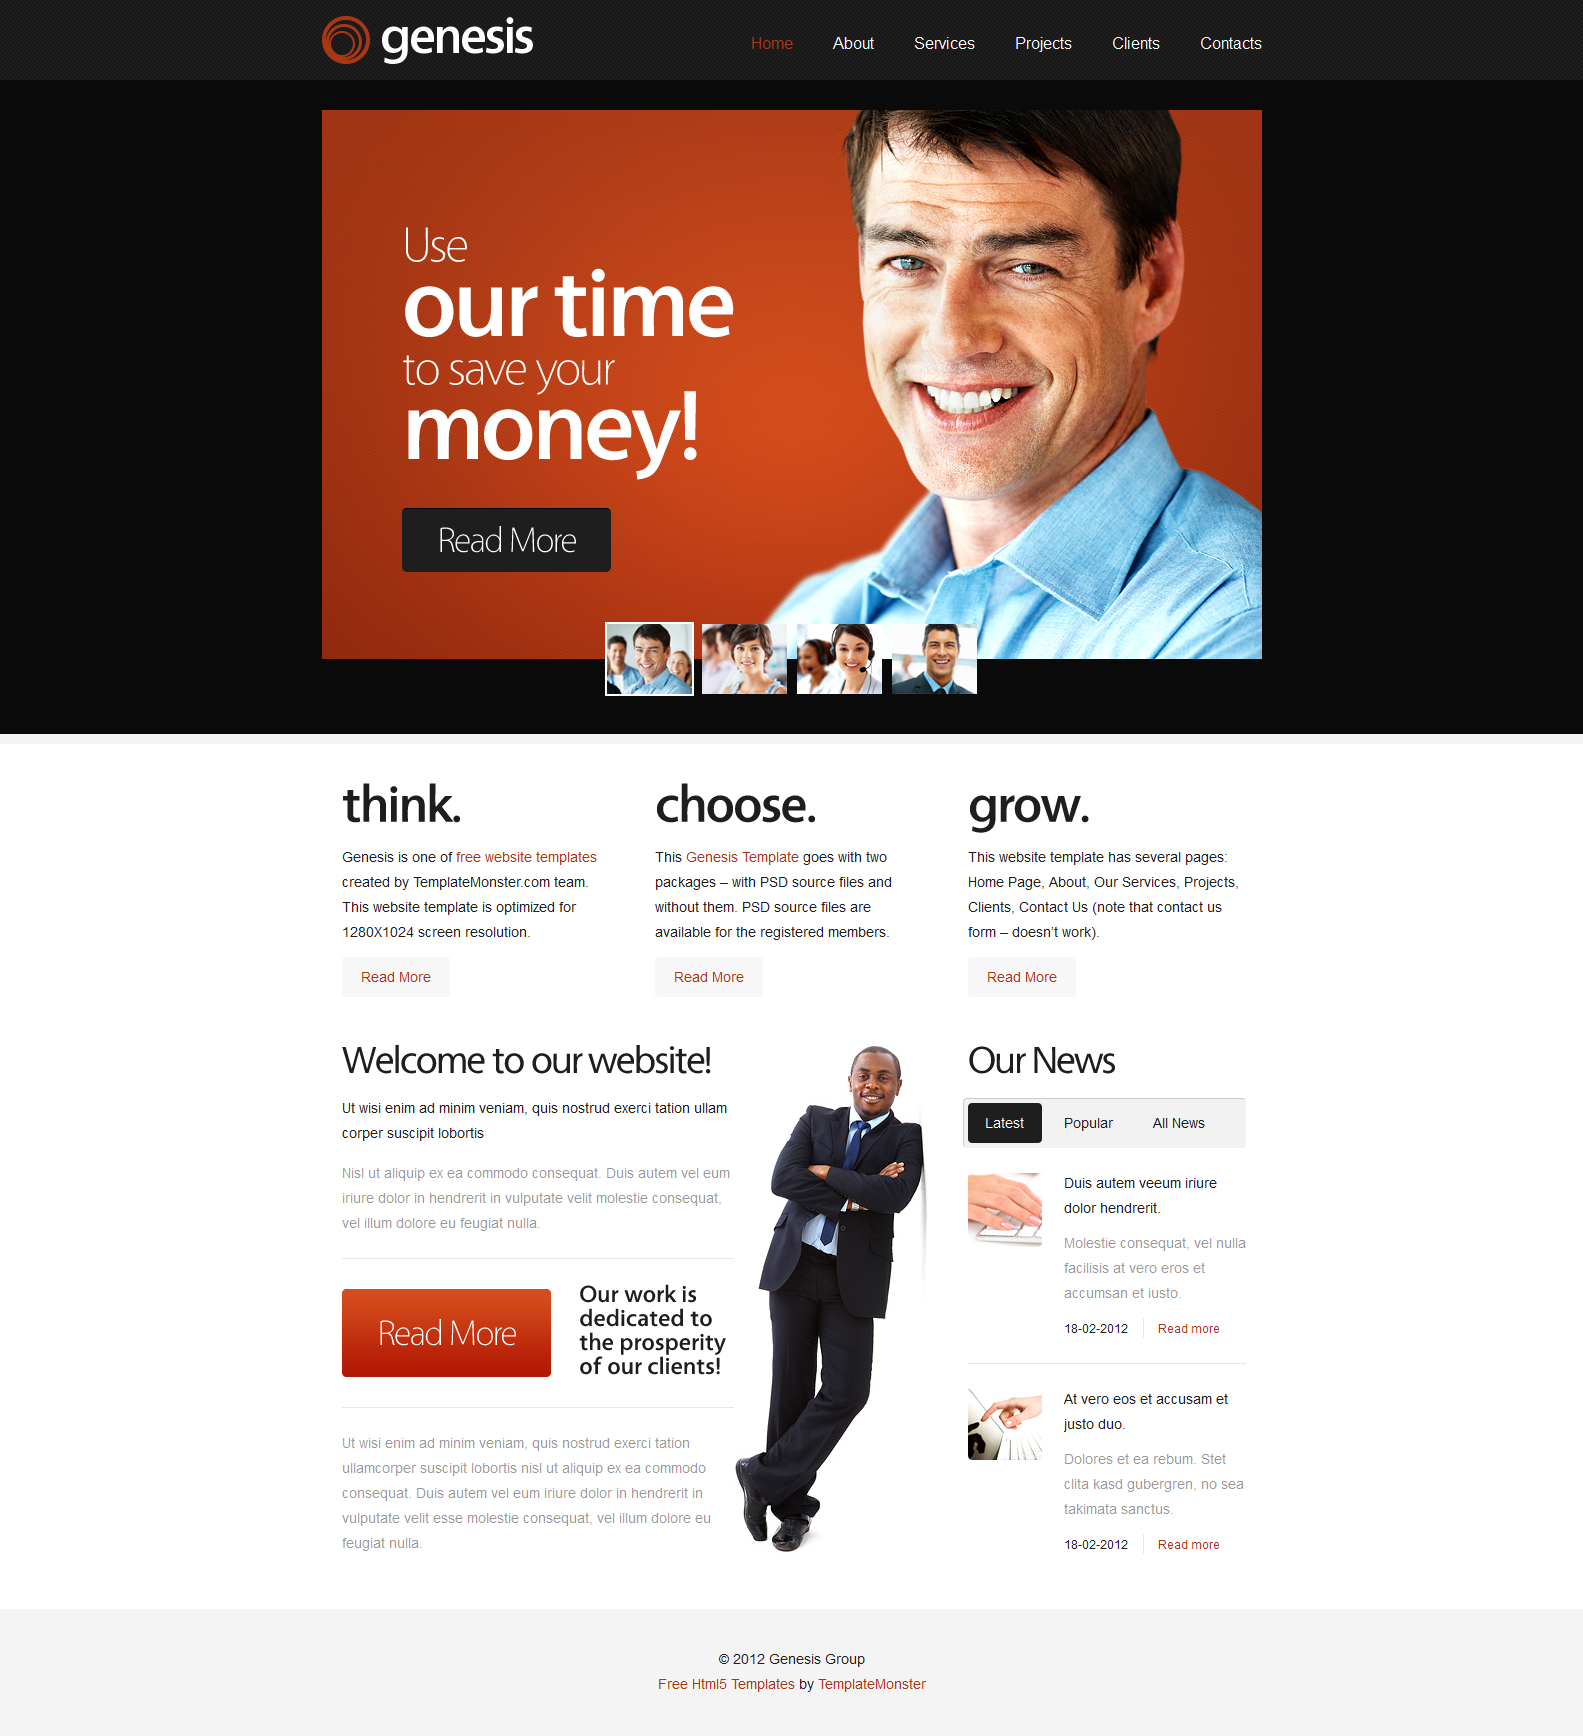 genesis
Home About Services Projects Clients Contacts
Use
our time
to save your
money!
Read More
think.
Genesis is one of free website templates
created by TemplateMonster.com team.
This website template is optimized for
1280X1024 screen resolution.
Read More
choose.
This Genesis Template goes with two
packages – with PSD source files and
without them. PSD source files are
available for the registered members.
Read More
grow.
This website template has several pages:
Home Page, About, Our Services, Projects,
Clients, Contact Us (note that contact us
form – doesn’t work).
Read More
Welcome to our website!
Ut wisi enim ad minim veniam, quis nostrud exerci tation ullam
corper suscipit lobortis
Nisl ut aliquip ex ea commodo consequat. Duis autem vel eum
iriure dolor in hendrerit in vulputate velit molestie consequat,
vel illum dolore eu feugiat nulla.
Read More
Our work is
dedicated to
the prosperity
of our clients!
Ut wisi enim ad minim veniam, quis nostrud exerci tation
ullamcorper suscipit lobortis nisl ut aliquip ex ea commodo
consequat. Duis autem vel eum iriure dolor in hendrerit in
vulputate velit esse molestie consequat, vel illum dolore eu
feugiat nulla.
Our News
Latest Popular All News
Duis autem veeum iriure
dolor hendrerit.
Molestie consequat, vel nulla
facilisis at vero eros et
accumsan et iusto.
18-02-2012 Read more
At vero eos et accusam et
justo duo.
Dolores et ea rebum. Stet
clita kasd gubergren, no sea
takimata sanctus.
18-02-2012 Read more
© 2012 Genesis Group
Free Html5 Templates by TemplateMonster